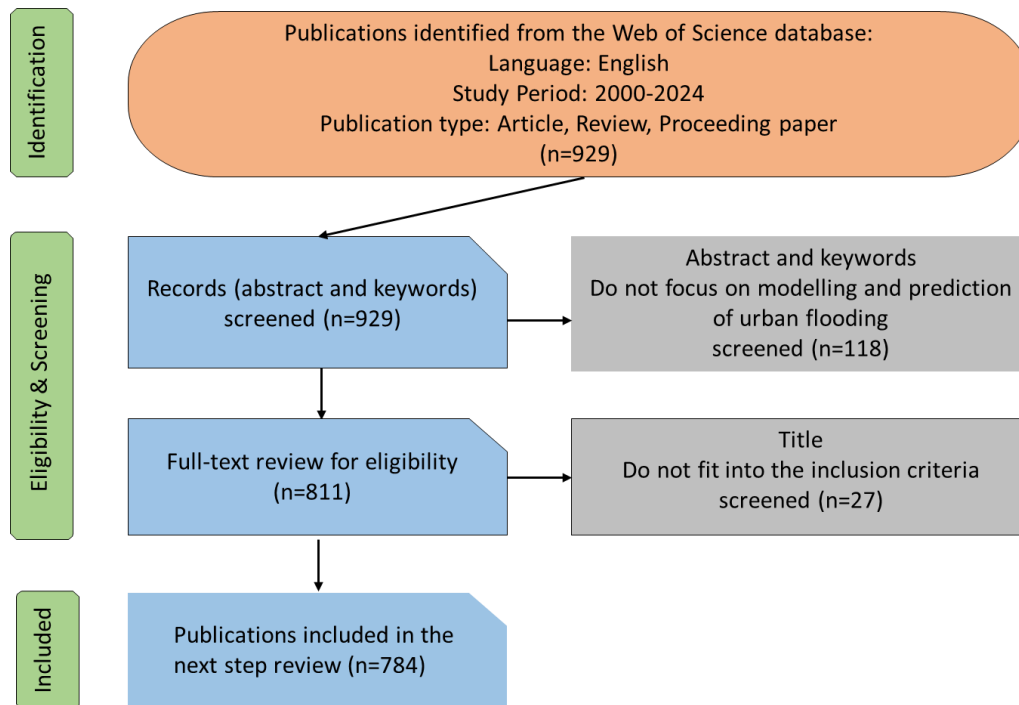 Identification
Publications identified from the Web of Science database:
Language: English
Study Period: 2000-2024
Publication type: Article, Review, Proceeding paper
(n=929)
Eligibility & Screening
Records (abstract and keywords)
screened (n=929)
Abstract and keywords
Do not focus on modelling and prediction
of urban flooding
screened (n=118)
Full-text review for eligibility
(n=811)
Title
Do not fit into the inclusion criteria
screened (n=27)
Included
Publications included in the
next step review (n=784)